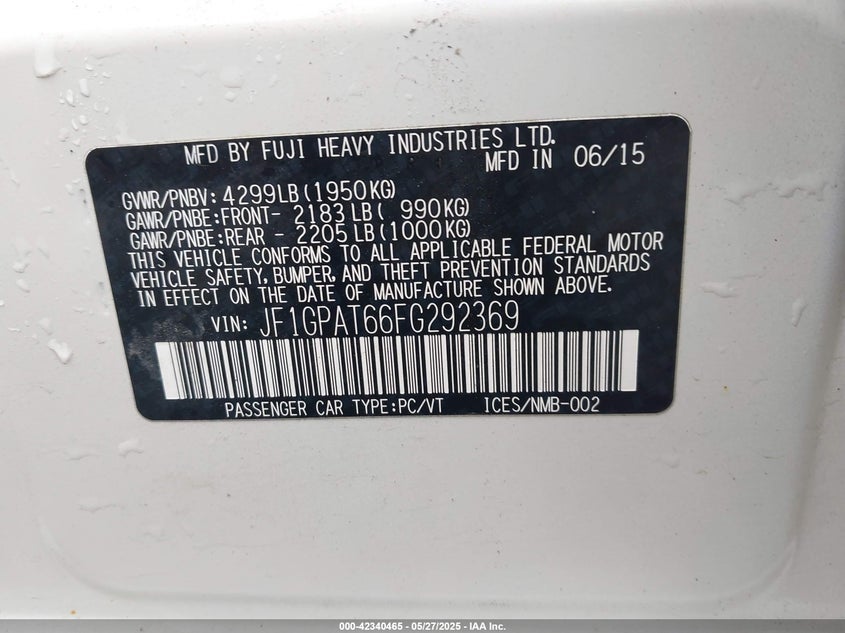 MFD BY FUJI HEAVY INDUSTRIES LTD.
MFD IN 06/15
GVWR/PNBV: 4299LB(1950KG)
GAWR/PNBE:FRONT- 2183LB( 990KG)
GAWR/PNBE:REAR - 2205LB(1000KG)
THIS VEHICLE CONFORMS TO ALL APPLICABLE FEDERAL MOTOR
VEHICLE SAFETY, BUMPER, AND THEFT PREVENTION STANDARDS
IN EFFECT ON THE DATE OF MANUFACTURE SHOWN ABOVE.
VIN: JF1GPAT66FG292369
PASSENGER CAR TYPE:PC/VT ICES/NMB-002
000-42340465 - 05/27/2025 - IAA Inc.